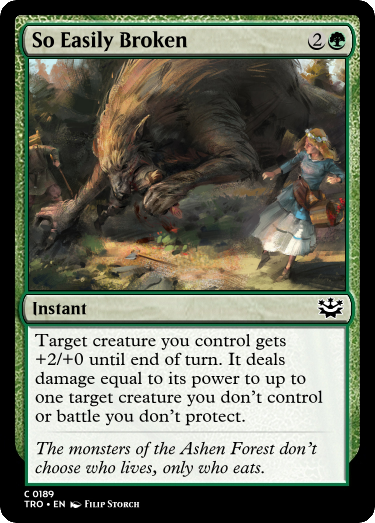 So Easily Broken 2
Instant
Target creature you control gets
+2/+0 until end of turn. It deals
damage equal to its power to up to
one target creature you don't control
or battle you don't protect.
The monsters of the Ashen Forest don't
choose who lives, only who eats.
C 0189
TRO • EN Filip Storch